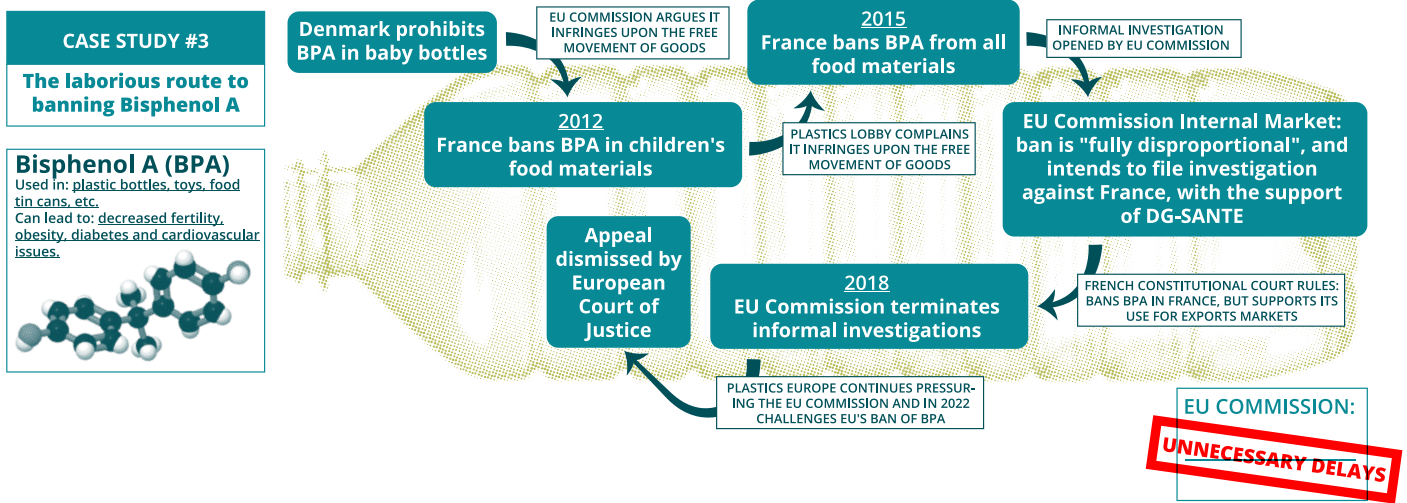 CASE STUDY #3
The laborious route to
banning Bisphenol A
Bisphenol A (BPA)
Used in: plastic bottles, toys, food
tin cans, etc.
Can lead to: decreased fertility,
obesity, diabetes and cardiovascular
issues.
Denmark prohibits
BPA in baby bottles
EU COMMISSION ARGUES IT
INFRINGES UPON THE FREE
MOVEMENT OF GOODS
2012
France bans BPA in children's
food materials
PLASTICS LOBBY COMPLAINS
IT INFRINGES UPON THE FREE
MOVEMENT OF GOODS
2015
France bans BPA from all
food materials
INFORMAL INVESTIGATION
OPENED BY EU COMMISSION
EU Commission Internal Market:
ban is "fully disproportional", and
intends to file investigation
against France, with the support
of DG-SANTE
FRENCH CONSTITUTIONAL COURT RULES:
BANS BPA IN FRANCE, BUT SUPPORTS ITS
USE FOR EXPORTS MARKETS
2018
EU Commission terminates
informal investigations
PLASTICS EUROPE CONTINUES PRESSUR-
ING THE EU COMMISSION AND IN 2022
CHALLENGES EU'S BAN OF BPA
Appeal
dismissed by
European
Court of
Justice
EU COMMISSION:
UNNECESSARY DELAYS